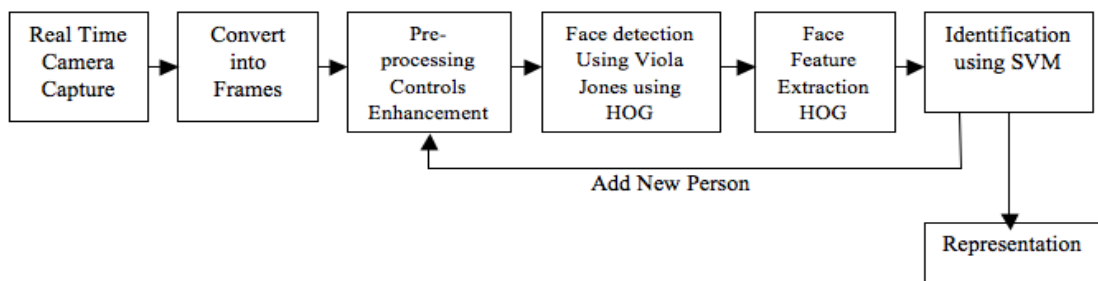 Real Time
Camera
Capture
Convert
into
Frames
Pre-
processing
Controls
Enhancement
Face detection
Using Viola
Jones using
HOG
Face
Feature
Extraction
HOG
Identification
using SVM
Add New Person
Representation